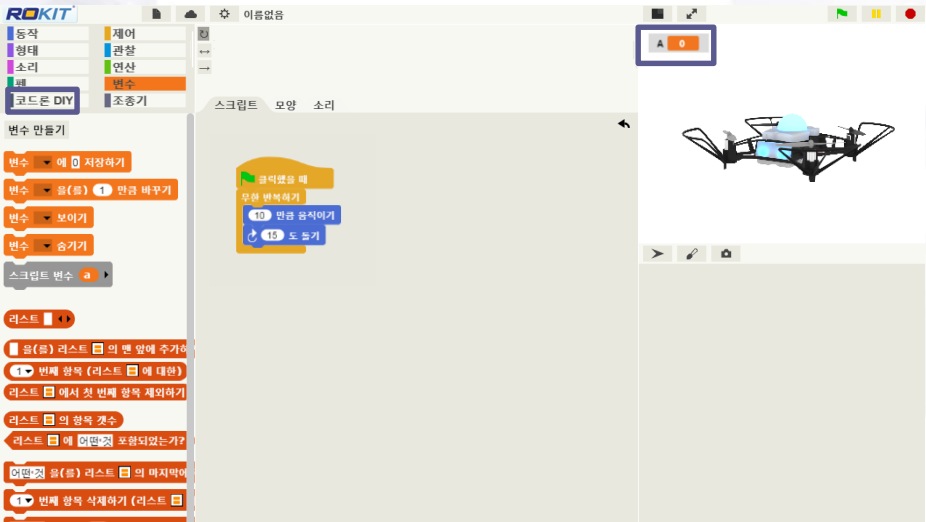 ROKIT
이름없음
동작
제어
형태
관찰
소리
연산
펜
변수
코드론 DIY
조종기
변수 만들기
변수 에 0 저장하기
변수 을(를) 1 만큼 바꾸기
변수 보이기
변수 숨기기
스크립트 변수 a
리스트
을(를) 리스트 의 맨 앞에 추가하
1 번째 항목 (리스트 에 대한)
리스트 에서 첫 번째 항목 제외하기
리스트 의 항목 갯수
리스트 에 어떤것 포함되었는가?
어떤것 을(를) 리스트 의 마지막에
1 번째 항목 삭제하기 (리스트
스크립트 모양 소리
클릭했을 때
무한 반복하기
10 만큼 움직이기
15 도 돌기
A 0